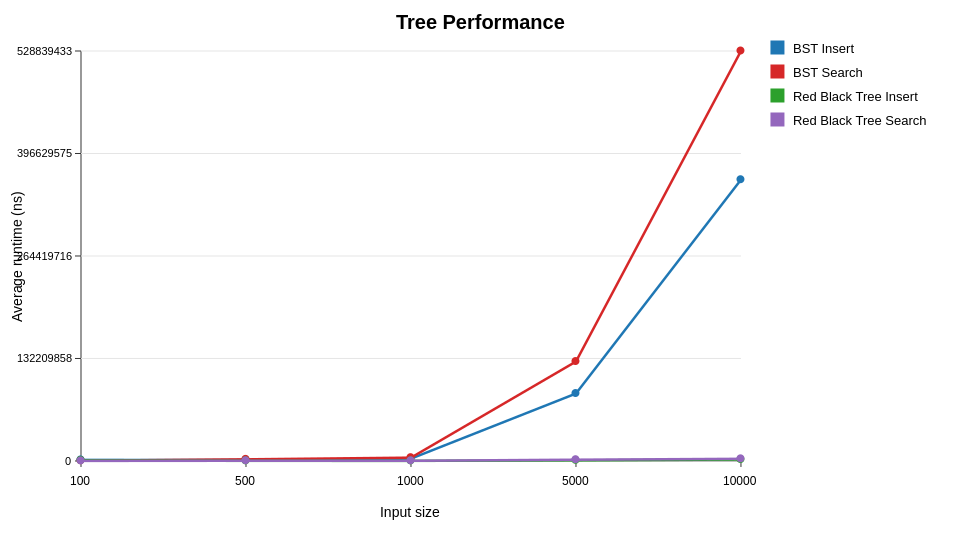 Tree Performance
528839433
396629575
264419716
132209858
0
Average runtime (ns)
100
500
1000
5000
10000
Input size
BST Insert
BST Search
Red Black Tree Insert
Red Black Tree Search